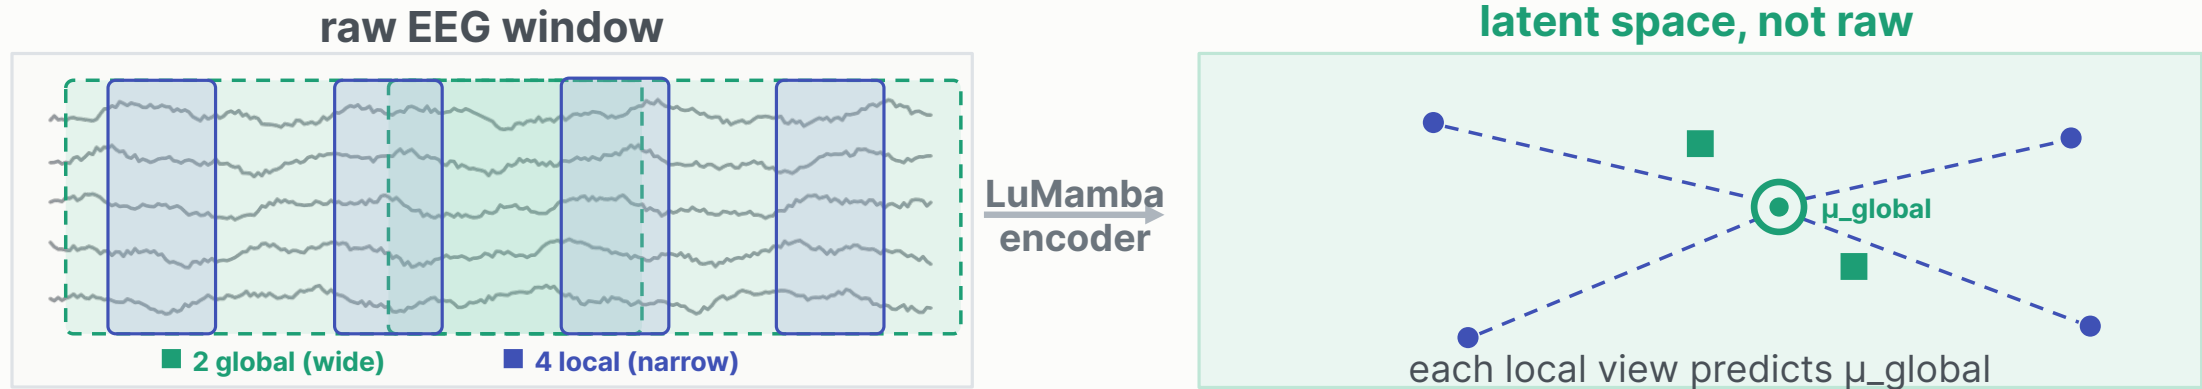 raw EEG window
2 global (wide)
4 local (narrow)
LuMamba
encoder
latent space, not raw
μ_global
each local view predicts μ_global